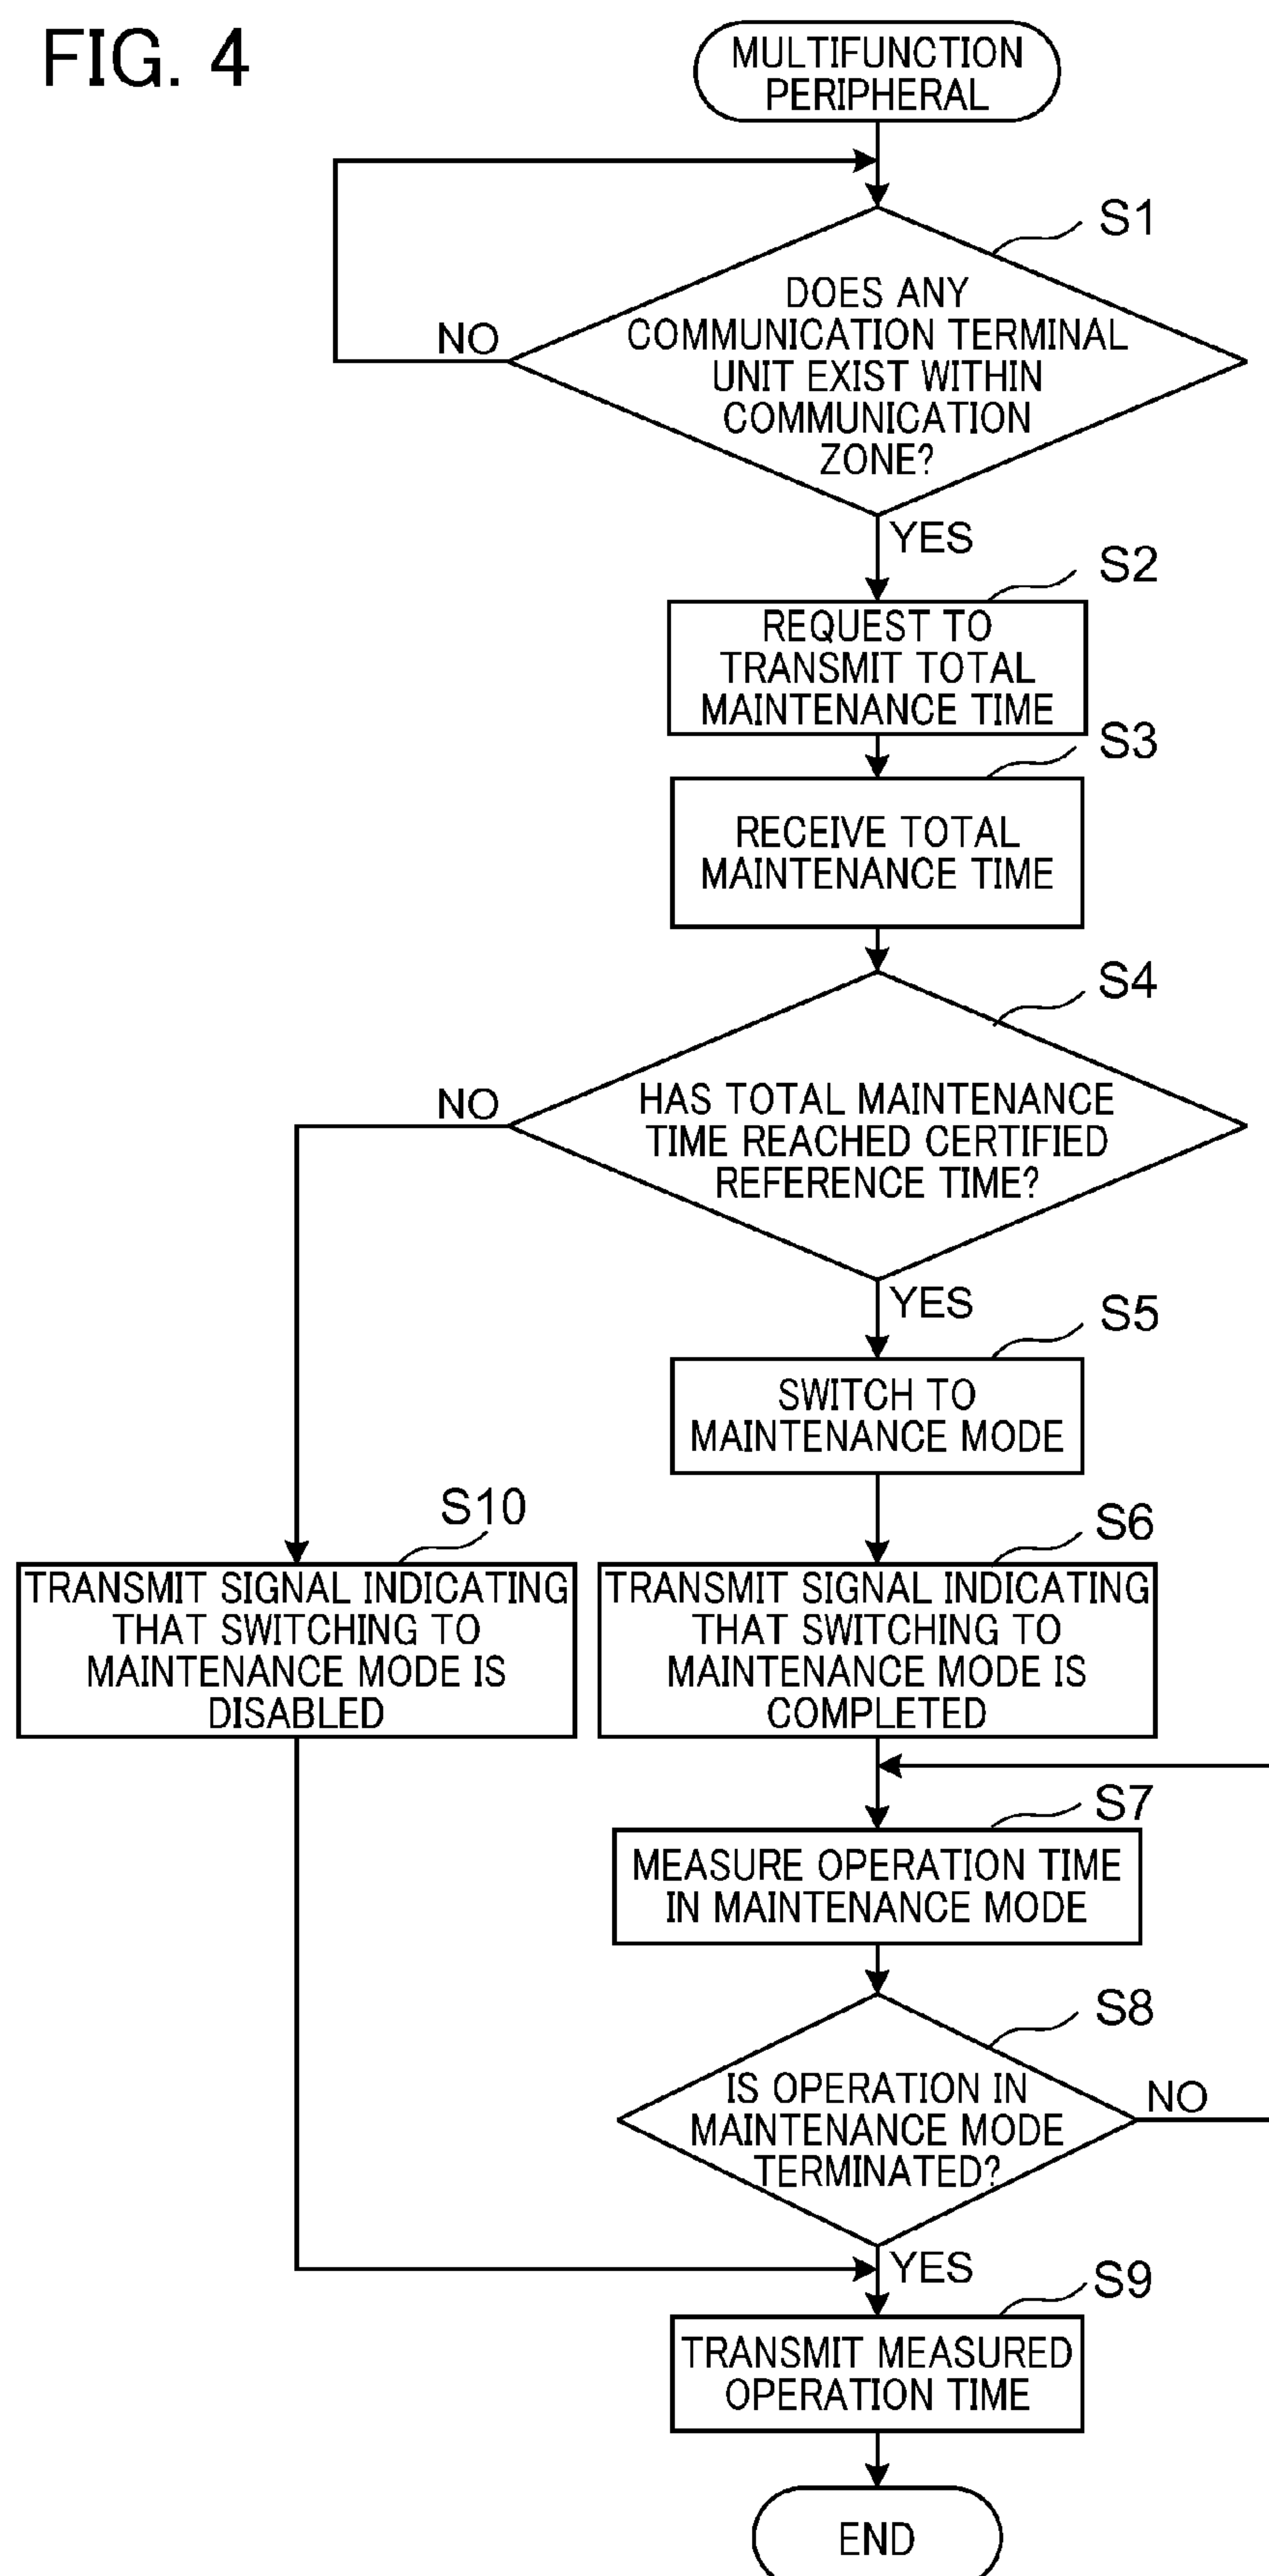 FIG. 4
MULTIFUNCTION
PERIPHERAL
S1
DOES ANY
COMMUNICATION TERMINAL
UNIT EXIST WITHIN
COMMUNICATION
ZONE?
NO
YES
S2
REQUEST TO
TRANSMIT TOTAL
MAINTENANCE TIME
S3
RECEIVE TOTAL
MAINTENANCE TIME
S4
HAS TOTAL MAINTENANCE
TIME REACHED CERTIFIED
REFERENCE TIME?
NO
YES
S5
SWITCH TO
MAINTENANCE MODE
S10
TRANSMIT SIGNAL INDICATING
THAT SWITCHING TO
MAINTENANCE MODE IS
DISABLED
S6
TRANSMIT SIGNAL INDICATING
THAT SWITCHING TO
MAINTENANCE MODE IS
COMPLETED
S7
MEASURE OPERATION TIME
IN MAINTENANCE MODE
S8
IS OPERATION IN
MAINTENANCE MODE
TERMINATED?
NO
YES
S9
TRANSMIT MEASURED
OPERATION TIME
END